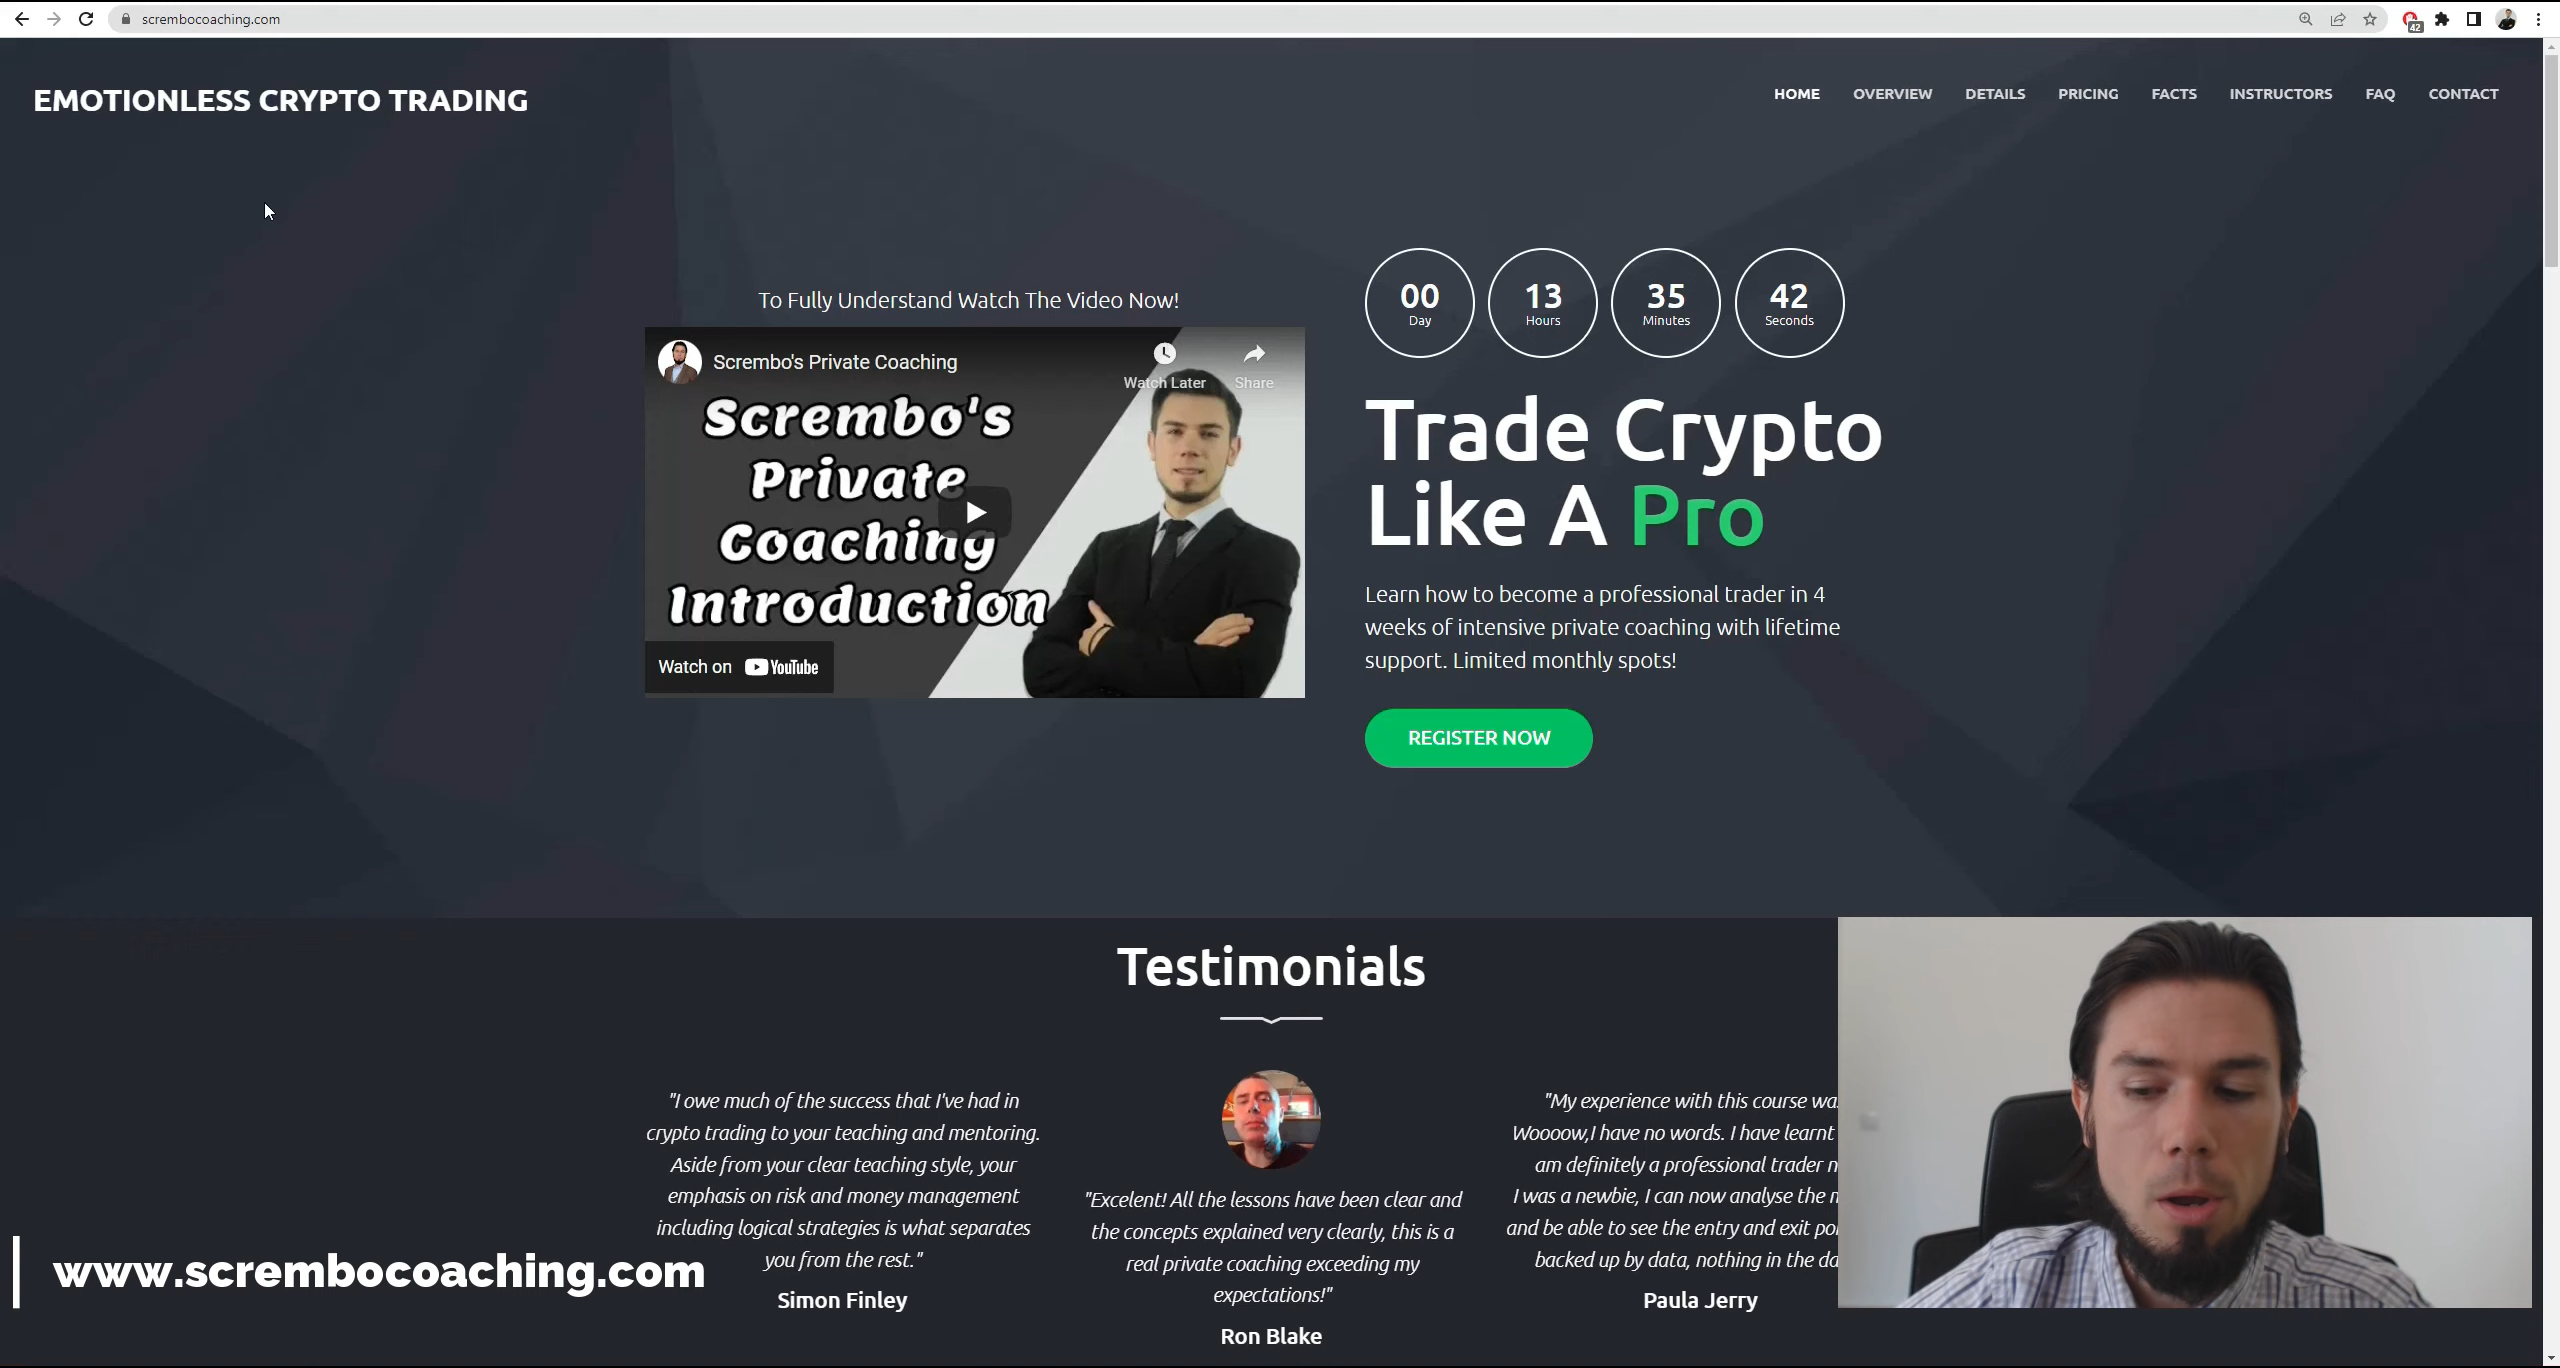 scrembocoaching.com
42
EMOTIONLESS CRYPTO TRADING
HOME OVERVIEW DETAILS PRICING FACTS INSTRUCTORS FAQ CONTACT
To Fully Understand Watch The Video Now!
Scrembo's Private Coaching
Watch Later
Share
Scrembo's
Private
Coaching
Introduction
Watch on YouTube
00
Day
13
Hours
35
Minutes
42
Seconds
Trade Crypto
Like A Pro
Learn how to become a professional trader in 4
weeks of intensive private coaching with lifetime
support. Limited monthly spots!
REGISTER NOW
Testimonials
"I owe much of the success that I've had in
crypto trading to your teaching and mentoring.
Aside from your clear teaching style, your
emphasis on risk and money management
including logical strategies is what separates
you from the rest."
Simon Finley
"Excelent! All the lessons have been clear and
the concepts explained very clearly, this is a
real private coaching exceeding my
expectations!"
Ron Blake
"My experience with this course
Woooow,I have no words. I have learnt
am definitely a professional trader
I was a newbie, I can now analyse the
and be able to see the entry and exit
backed up by data, nothing in the
Paula Jerry
www.scrembocoaching.com